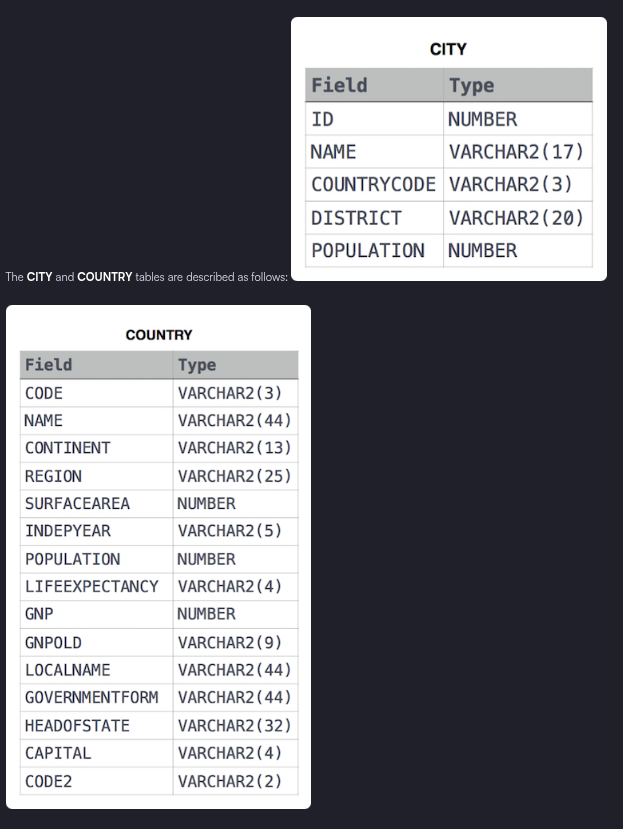 CITY
Field Type
ID NUMBER
NAME VARCHAR2(17)
COUNTRYCODE VARCHAR2(3)
DISTRICT VARCHAR2(20)
POPULATION NUMBER
The CITY and COUNTRY tables are described as follows:
COUNTRY
Field Type
CODE VARCHAR2(3)
NAME VARCHAR2(44)
CONTINENT VARCHAR2(13)
REGION VARCHAR2(25)
SURFACEAREA NUMBER
INDEPYEAR VARCHAR2(5)
POPULATION NUMBER
LIFEEXPECTANCY VARCHAR2(4)
GNP NUMBER
GNPOLD VARCHAR2(9)
LOCALNAME VARCHAR2(44)
GOVERNMENTFORM VARCHAR2(44)
HEADOFSTATE VARCHAR2(32)
CAPITAL VARCHAR2(4)
CODE2 VARCHAR2(2)